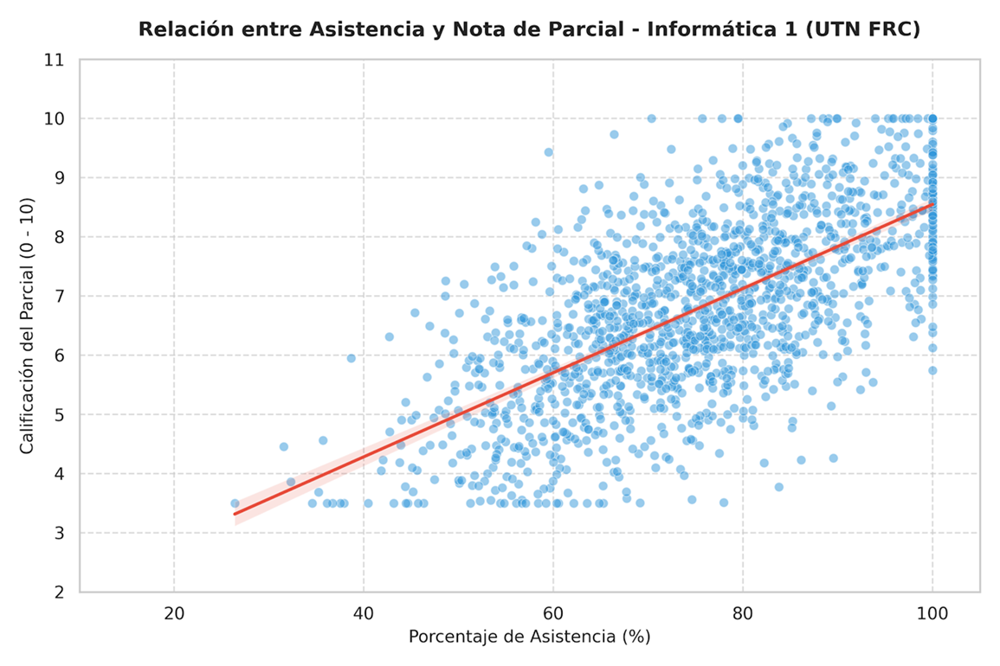 Relación entre Asistencia y Nota de Parcial - Informática 1 (UTN FRC)
Calificación del Parcial (0 - 10)
11
10
9
8
7
6
5
4
3
2
20 40 60 80 100
Porcentaje de Asistencia (%)